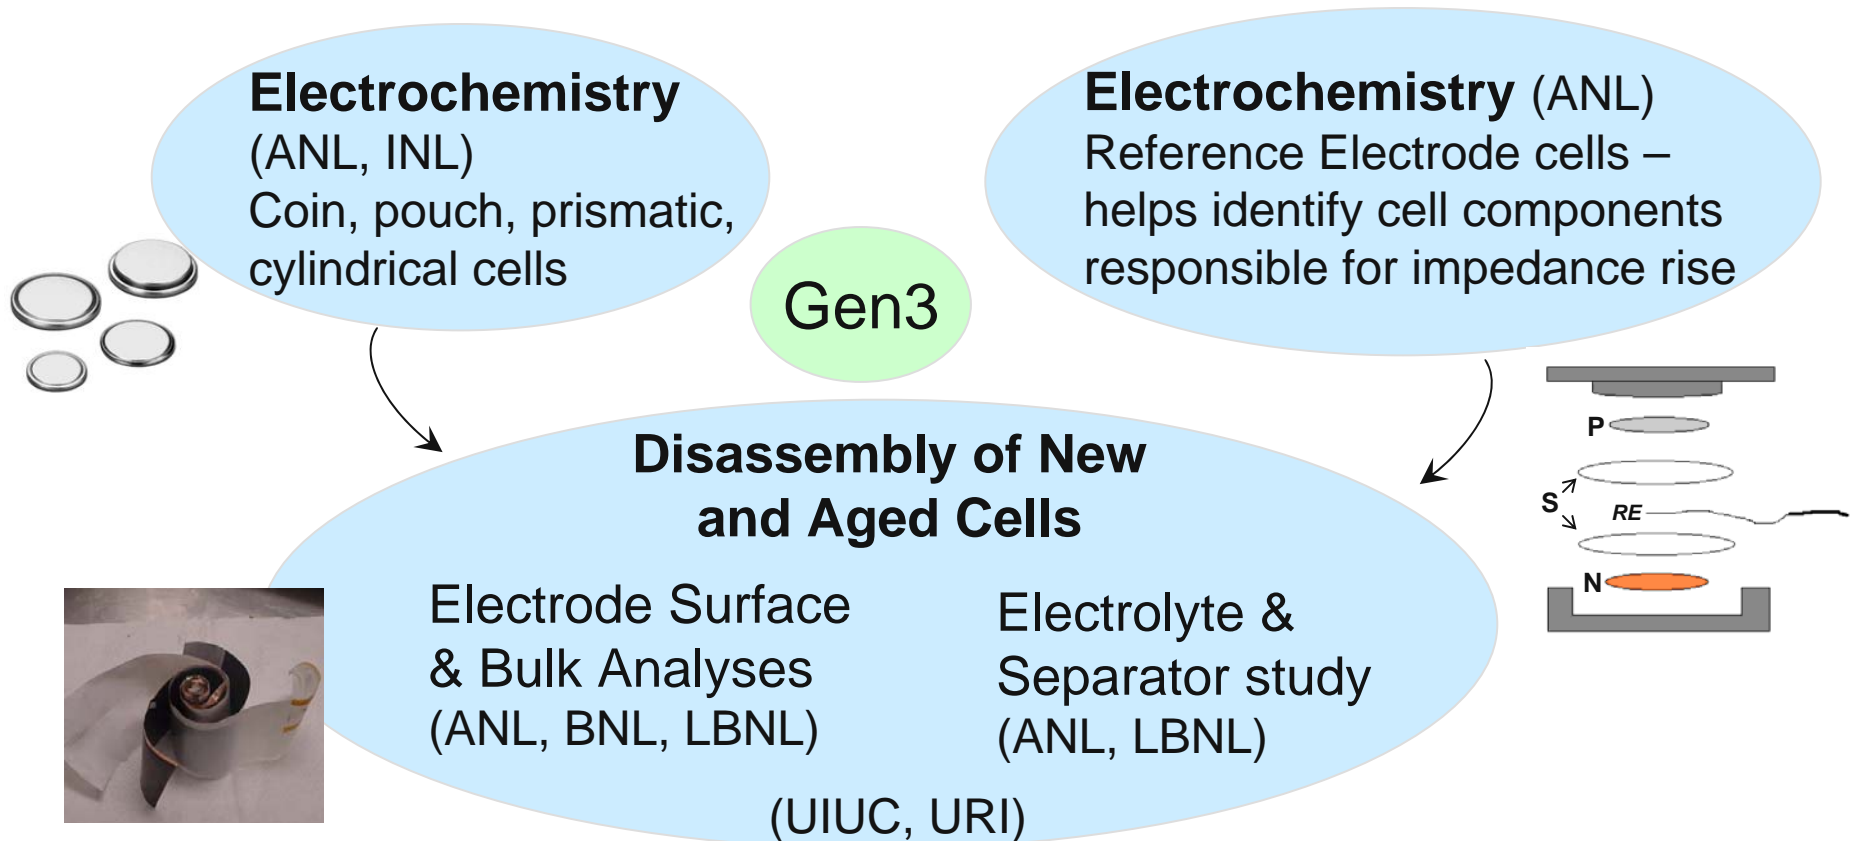 Electrochemistry
(ANL, INL)
Coin, pouch, prismatic,
cylindrical cells
Electrochemistry (ANL)
Reference Electrode cells –
helps identify cell components
responsible for impedance rise
Gen3
Disassembly of New
and Aged Cells
Electrode Surface
& Bulk Analyses
(ANL, BNL, LBNL)
Electrolyte &
Separator study
(ANL, LBNL)
(UIUC, URI)
P
S
RE
N